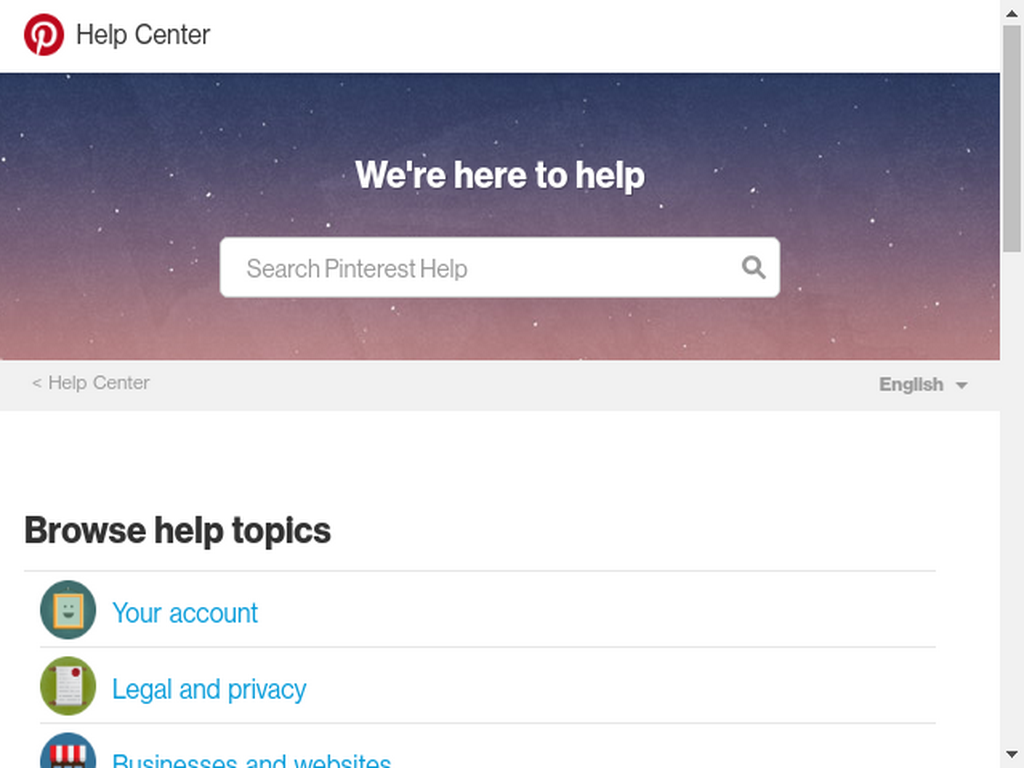 Help Center
We're here to help
Search Pinterest Help
< Help Center
English
Browse help topics
Your account
Legal and privacy
Businesses and websites